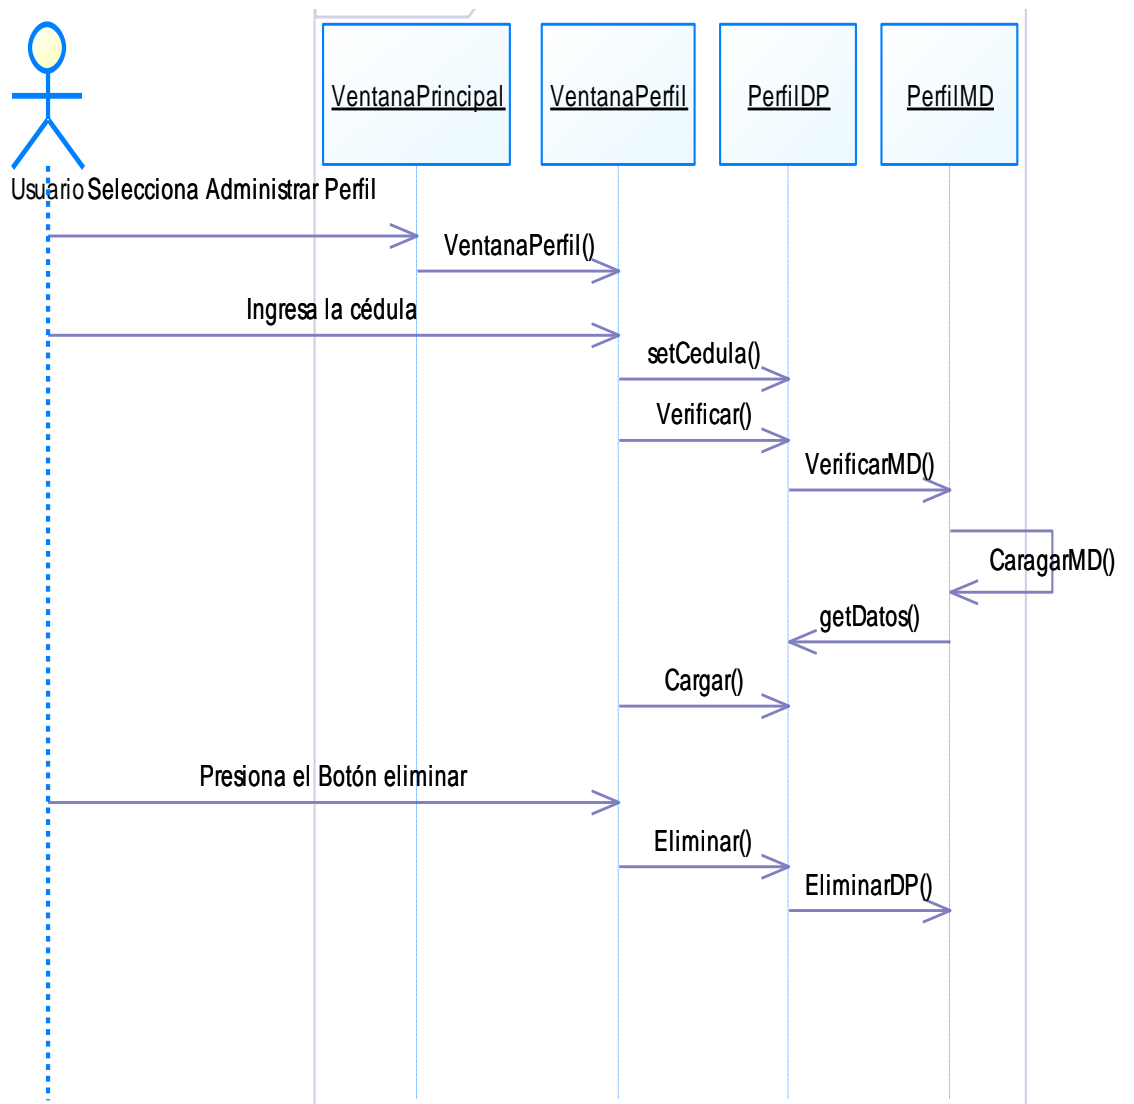 VentanaPrincipal
VentanaPerfil
PerfilDP
PerfilMD
Usuario
Selecciona Administrar Perfil
VentanaPerfil()
Ingresa la cédula
setCedula()
Verificar()
VerificarMD()
CaragarMD()
getDatos()
Cargar()
Presiona el Botón eliminar
Eliminar()
EliminarDP()